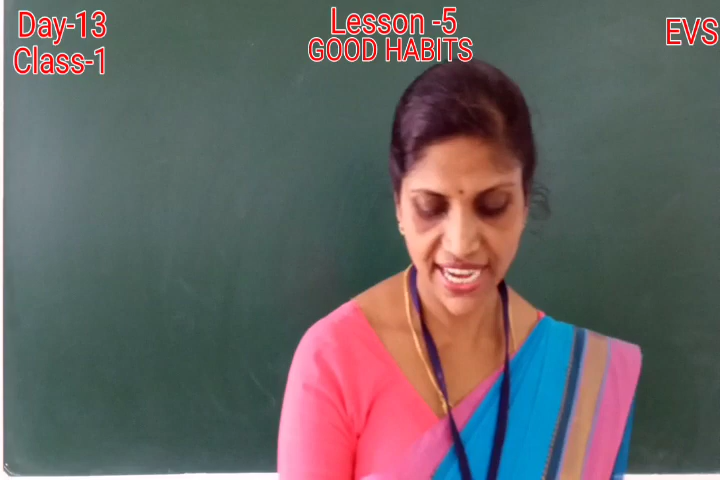 Day-13
Class-1
Lesson -5
GOOD HABITS
EVS